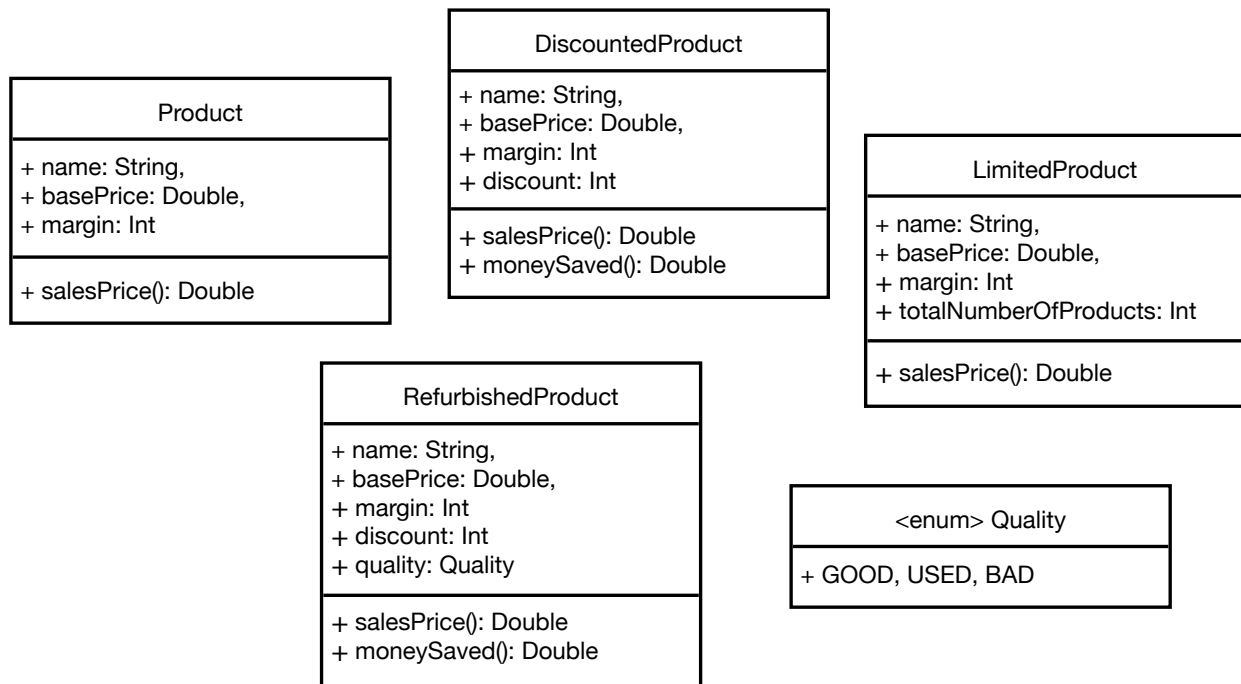 Product
+ name: String,
+ basePrice: Double,
+ margin: Int
+ salesPrice(): Double
DiscountedProduct
+ name: String,
+ basePrice: Double,
+ margin: Int
+ discount: Int
+ salesPrice(): Double
+ moneySaved(): Double
LimitedProduct
+ name: String,
+ basePrice: Double,
+ margin: Int
+ totalNumberOfProducts: Int
+ salesPrice(): Double
RefurbishedProduct
+ name: String,
+ basePrice: Double,
+ margin: Int
+ discount: Int
+ quality: Quality
+ salesPrice(): Double
+ moneySaved(): Double
<enum> Quality
+ GOOD, USED, BAD